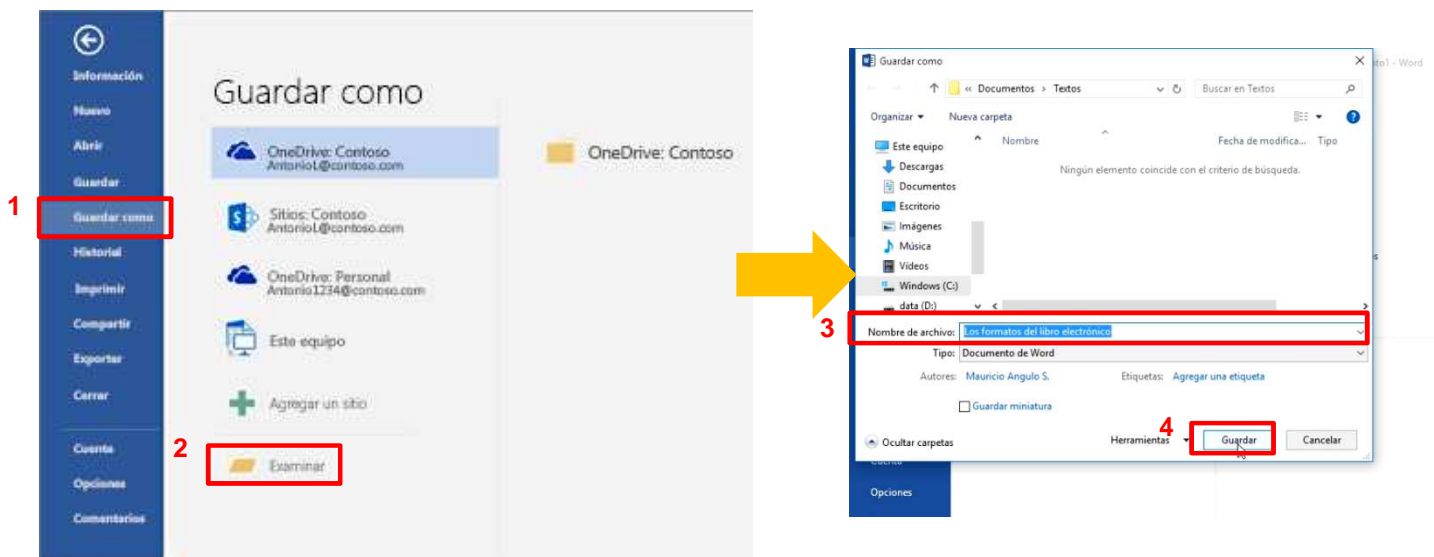 Información
Nuevo
Abrir
Guardar
1
Guardar como
Historial
Imprimir
Compartir
Exportar
Cerrar
Cuenta
Opciones
Comentarios
Guardar como
OneDrive: Contoso
AntonioL@contoso.com
Sitios: Contoso
AntonioL@contoso.com
OneDrive: Personal
Antonio1234@contoso.com
Este equipo
Agregar un sitio
2
Examinar
OneDrive: Contoso
Guardar como
- Word
« Documentos › Textos
Buscar en Textos
Organizar
Nueva carpeta
Este equipo
Descargas
Documentos
Escritorio
Imágenes
Música
Vídeos
Windows (C:)
data (D:)
Nombre
Fecha de modifica...
Tipo
Ningún elemento coincide con el criterio de búsqueda.
3
Nombre de archivo: Los formatos del libro electrónico
Tipo: Documento de Word
Autores: Mauricio Angulo S.
Etiquetas: Agregar una etiqueta
Guardar miniatura
4
Ocultar carpetas
Herramientas
Guardar
Cancelar
Cuenta
Opciones